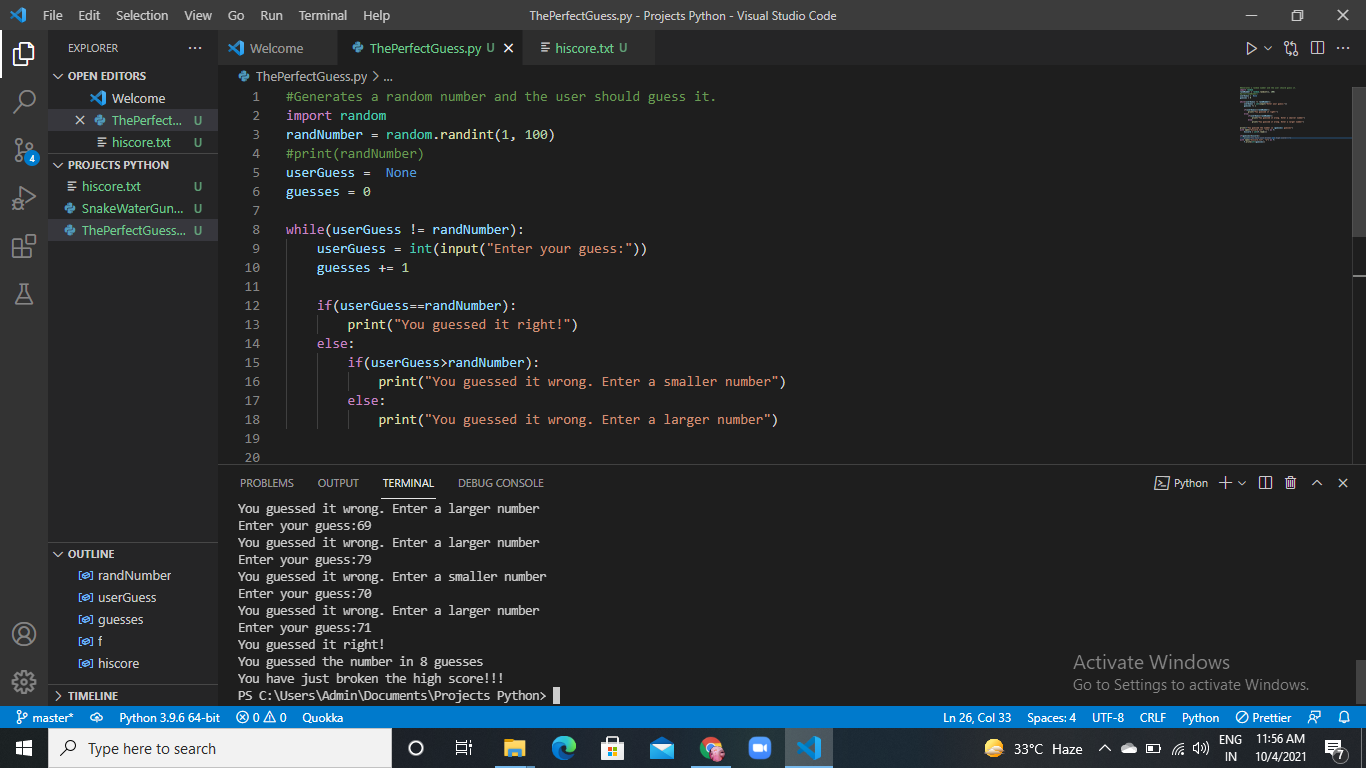 File Edit Selection View Go Run Terminal Help ThePerfectGuess.py - Projects Python - Visual Studio Code
EXPLORER
OPEN EDITORS
Welcome
ThePerfect... U
hiscore.txt U
PROJECTS PYTHON
hiscore.txt U
SnakeWaterGun... U
ThePerfectGuess... U
OUTLINE
randNumber
userGuess
guesses
f
hiscore
TIMELINE
4
Welcome ThePerfectGuess.py U hiscore.txt U
ThePerfectGuess.py > ...
1 #Generates a random number and the user should guess it.
2 import random
3 randNumber = random.randint(1, 100)
4 #print(randNumber)
5 userGuess =  None
6 guesses = 0
7
8 while(userGuess != randNumber):
9     userGuess = int(input("Enter your guess:"))
10     guesses += 1
11
12     if(userGuess==randNumber):
13         print("You guessed it right!")
14     else:
15         if(userGuess>randNumber):
16             print("You guessed it wrong. Enter a smaller number")
17         else:
18             print("You guessed it wrong. Enter a larger number")
19
20
PROBLEMS OUTPUT TERMINAL DEBUG CONSOLE Python
You guessed it wrong. Enter a larger number
Enter your guess:69
You guessed it wrong. Enter a larger number
Enter your guess:79
You guessed it wrong. Enter a smaller number
Enter your guess:70
You guessed it wrong. Enter a larger number
Enter your guess:71
You guessed it right!
You guessed the number in 8 guesses
You have just broken the high score!!!
PS C:\Users\Admin\Documents\Projects Python>
Activate Windows
Go to Settings to activate Windows.
master* Python 3.9.6 64-bit 0 0 Quokka Ln 26, Col 33 Spaces: 4 UTF-8 CRLF Python Prettier
Type here to search 33°C Haze ENG 11:56 AM
IN 10/4/2021 7